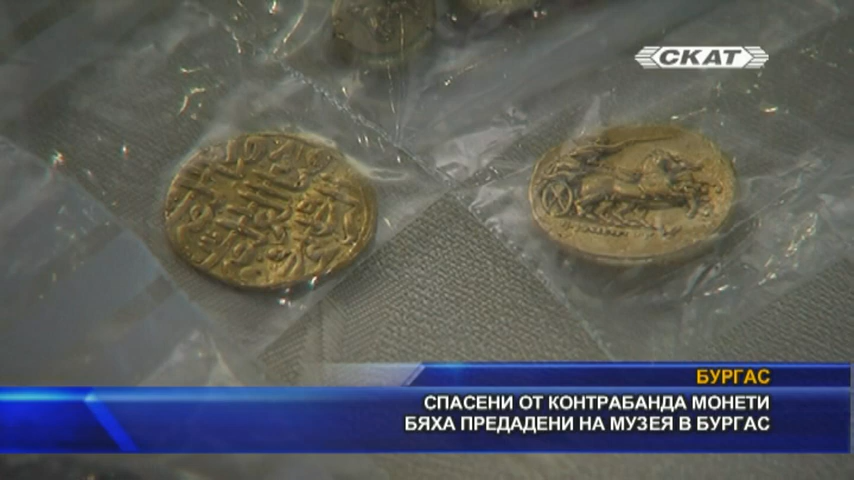 СКАТ
БУРГАС
СПАСЕНИ ОТ КОНТРАБАНДА МОНЕТИ
БЯХА ПРЕДАДЕНИ НА МУЗЕЯ В БУРГАС